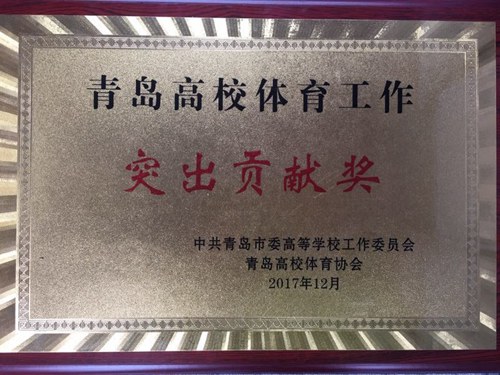 青岛高校体育工作
突出贡献奖
中共青岛市委高等学校工作委员会
青岛高校体育协会
2017年12月